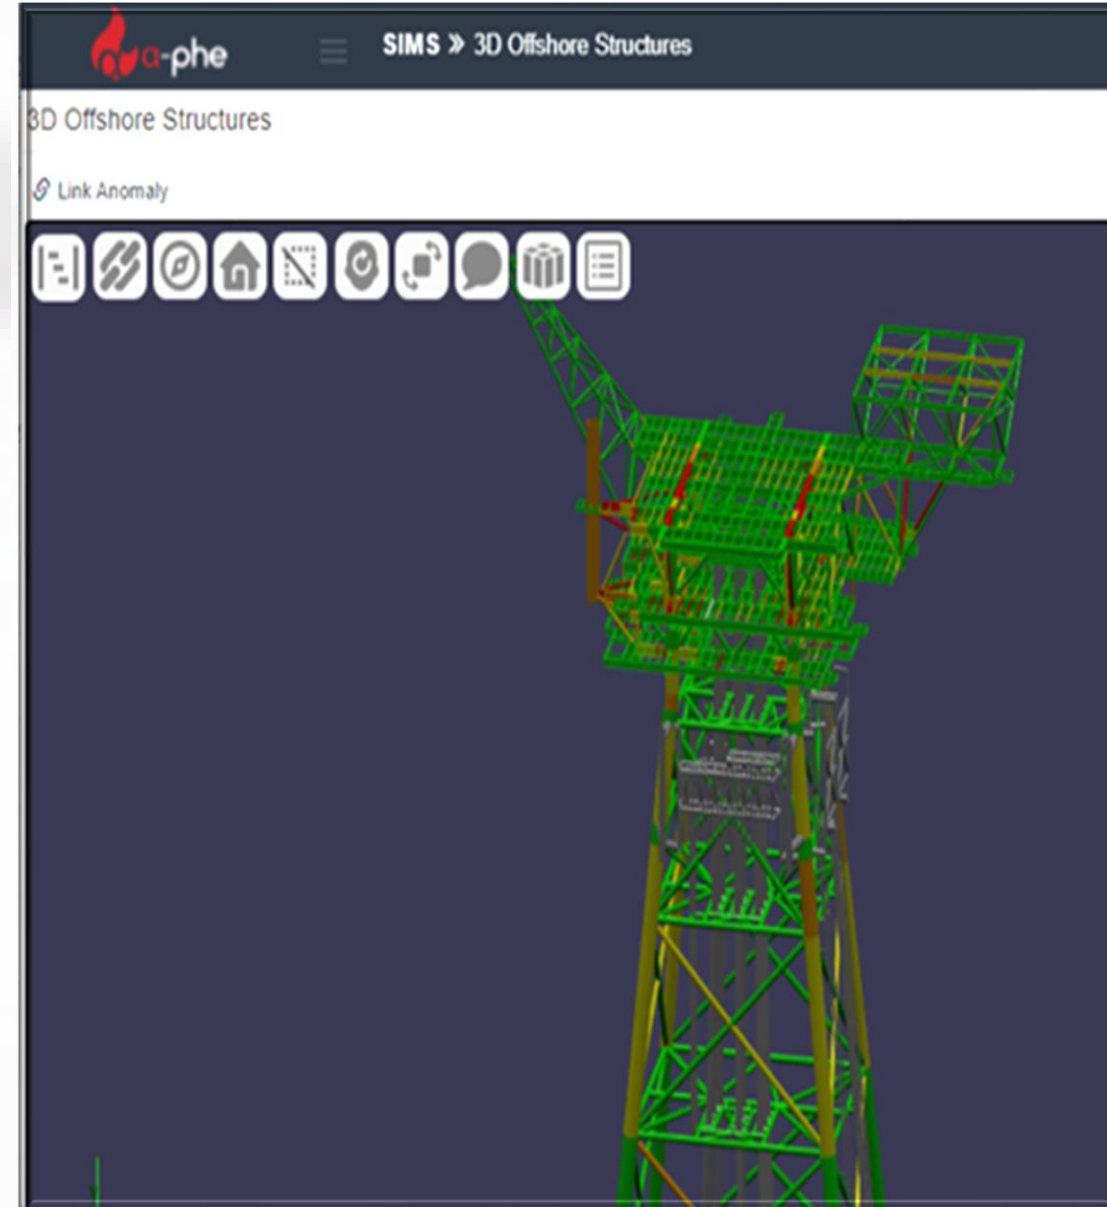 α-phe
SIMS » 3D Offshore Structures
3D Offshore Structures
Link Anomaly